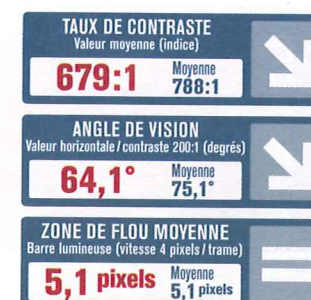 TAUX DE CONTRASTE
Valeur moyenne (indice)
679:1 Moyenne
788:1
ANGLE DE VISION
Valeur horizontale / contraste 200:1 (degrés)
64,1° Moyenne
75,1°
ZONE DE FLOU MOYENNE
Barre lumineuse (vitesse 4 pixels / trame)
5,1 pixels Moyenne
5,1 pixels